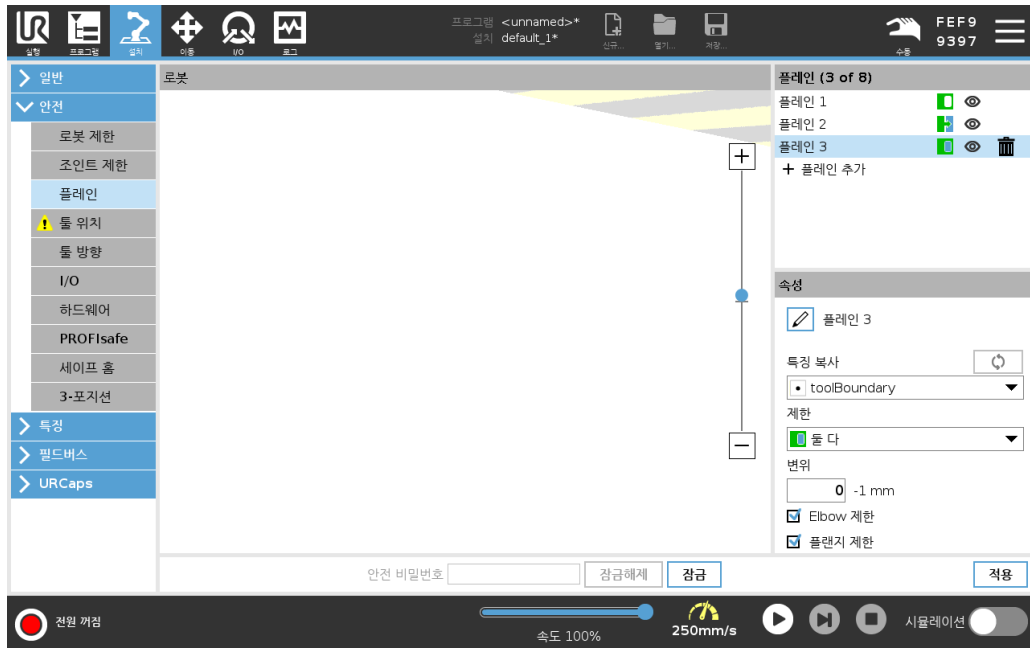 실행
프로그램
설치
이동
I/O
로그
프로그램 <unnamed>*
설치 default_1*
신규...
열기...
저장...
수동
FEF9
9397
일반
안전
로봇 제한
조인트 제한
플레인
툴 위치
툴 방향
I/O
하드웨어
PROFIsafe
세이프 홈
3-포지션
특징
필드버스
URCaps
로봇
플레인 (3 of 8)
플레인 1
플레인 2
플레인 3
플레인 추가
속성
플레인 3
특징 복사
toolBoundary
제한
둘 다
변위
0 -1 mm
Elbow 제한
플랜지 제한
안전 비밀번호
잠금해제
잠금
적용
전원 꺼짐
속도 100%
250mm/s
시뮬레이션